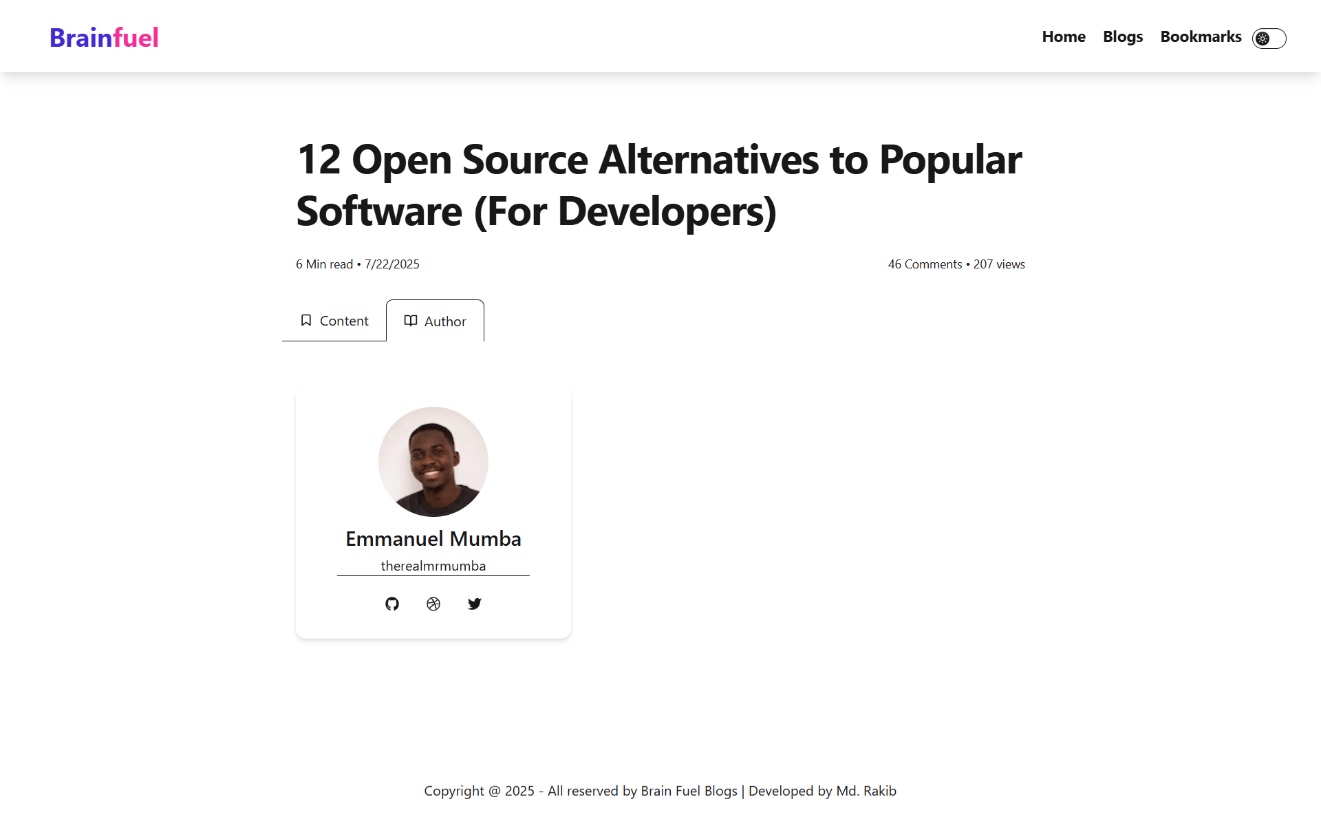 Brainfuel
Home Blogs Bookmarks
12 Open Source Alternatives to Popular
Software (For Developers)
6 Min read • 7/22/2025
46 Comments • 207 views
Content
Author
Emmanuel Mumba
therealmrmumba
Copyright @ 2025 - All reserved by Brain Fuel Blogs | Developed by Md. Rakib